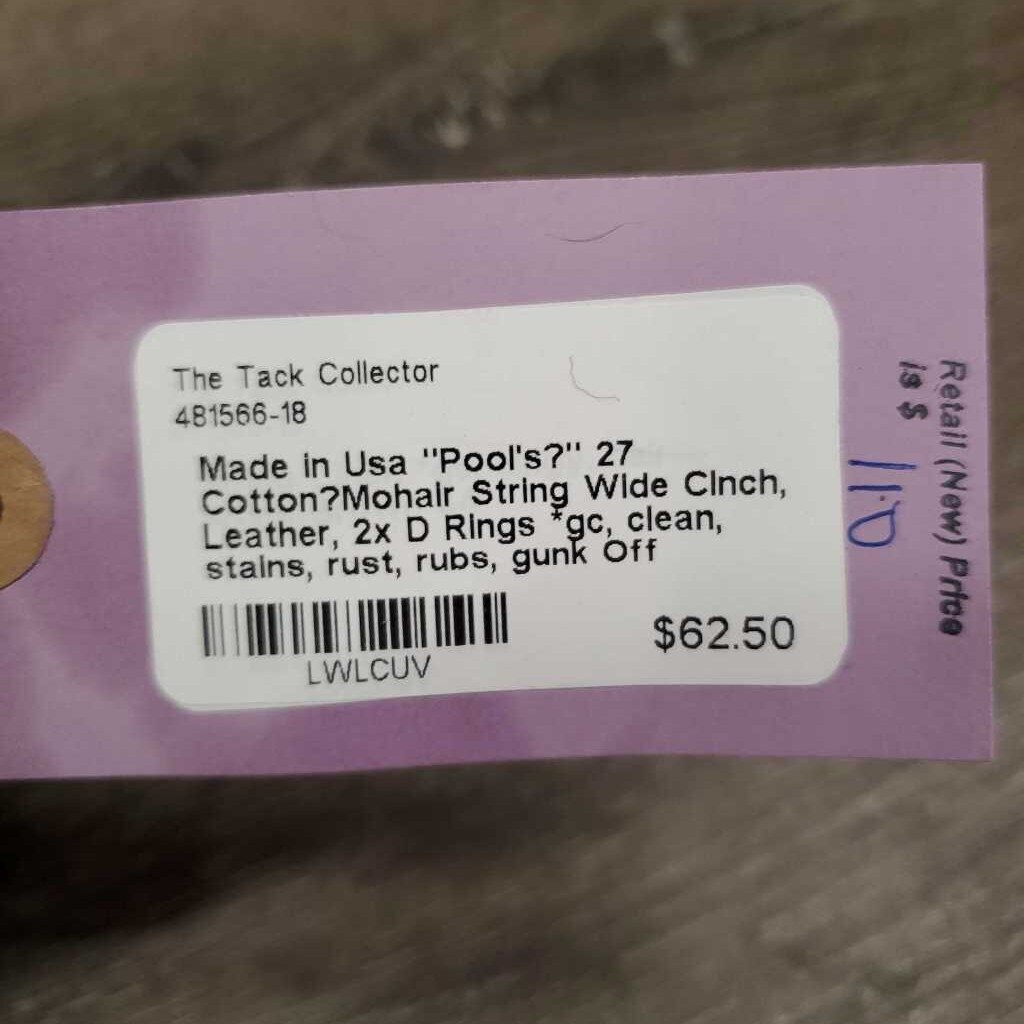 The Tack Collector
481566-18
Made in Usa "Pool's?" 27
Cotton?Mohair String Wide Cinch,
Leather, 2x D Rings *gc, clean,
stains, rust, rubs, gunk Off
LWLCUV
$62.50
Retail (New) Price
is $
110